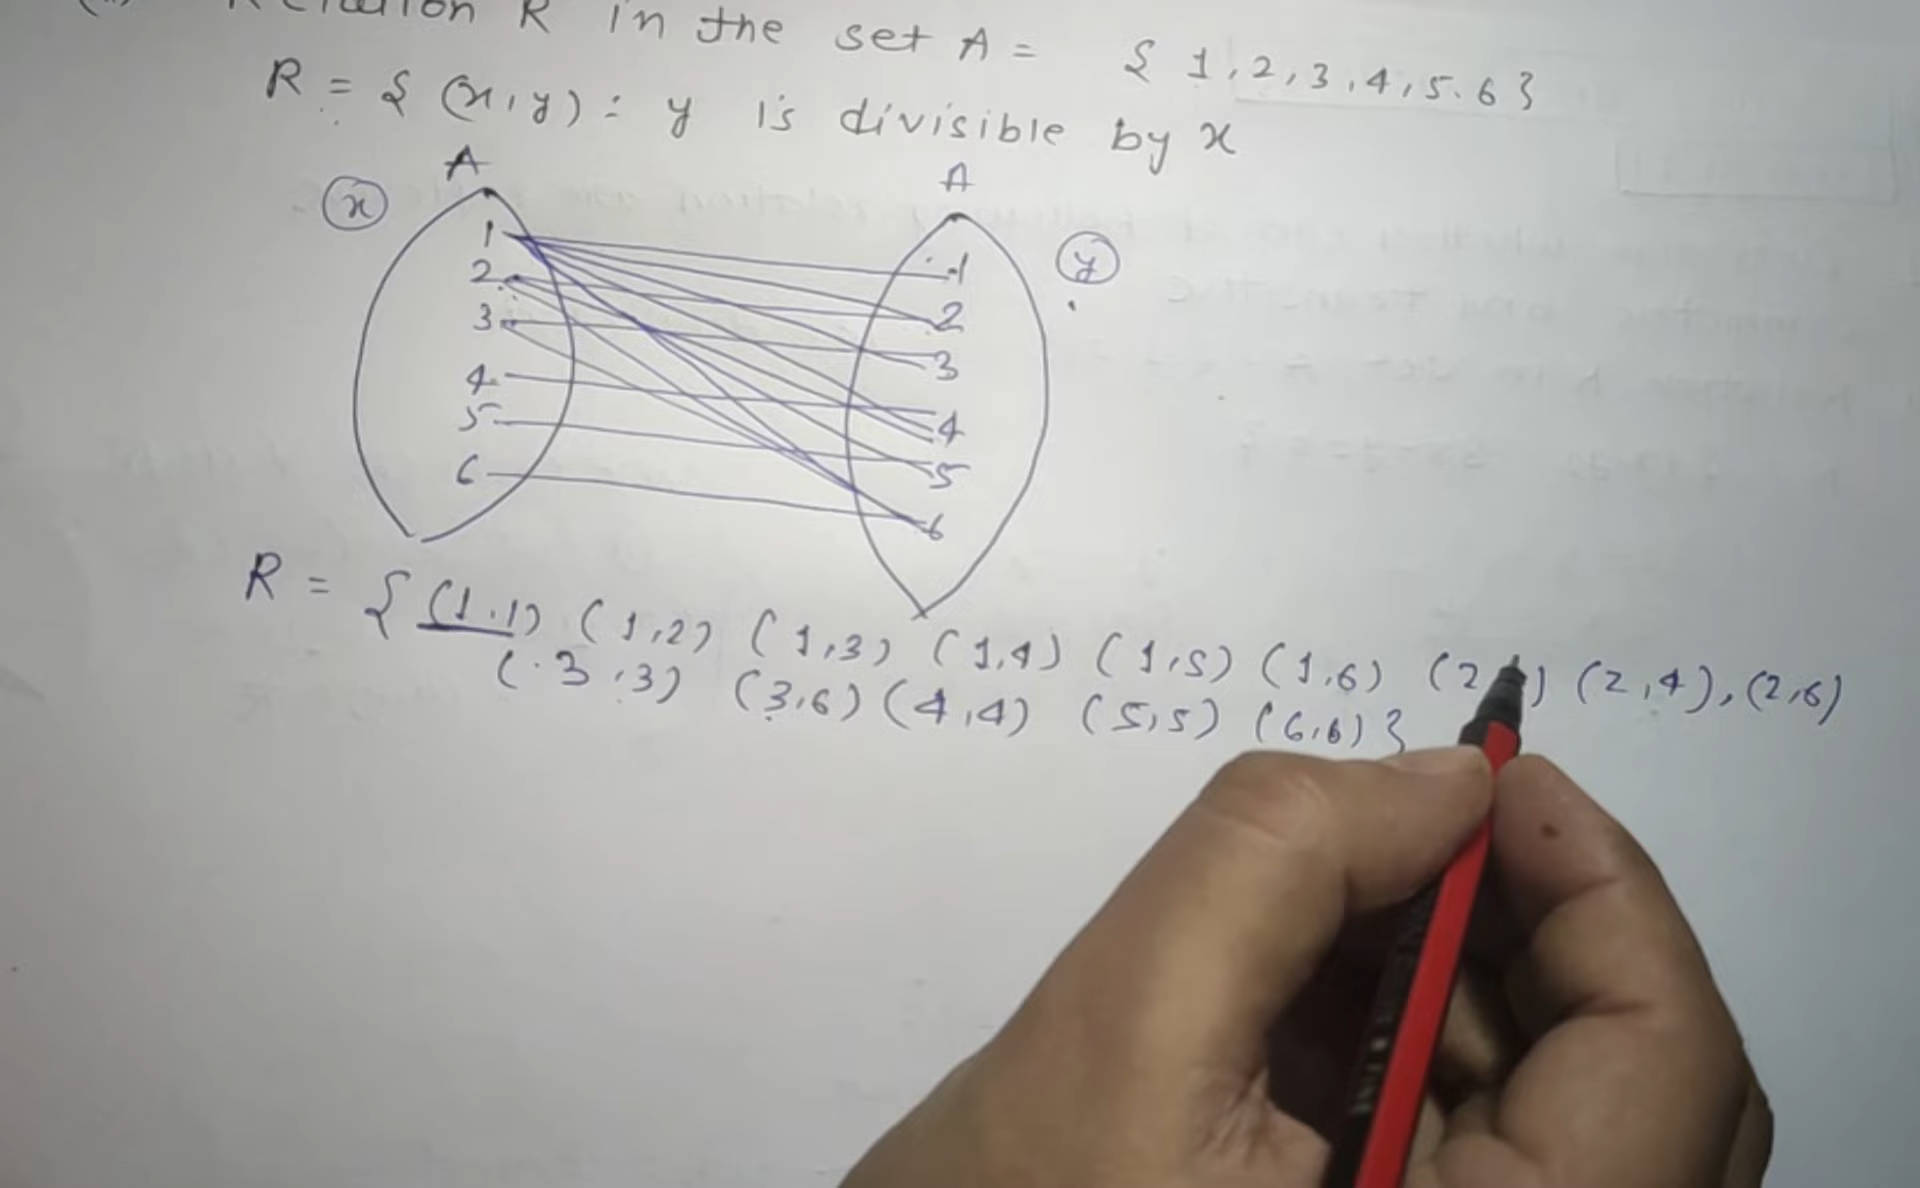 R in the set A = { 1, 2, 3, 4, 5. 6 }
R = { (x, y) : y is divisible by x
A A
x y
1 1
2 2
3 3
4 4
5 5
6 6
R = { (1.1) (1,2) (1,3) (1,4) (1,5) (1,6) (2 ) (2,4), (2,6)
(3,3) (3,6) (4,4) (5,5) (6,6) }